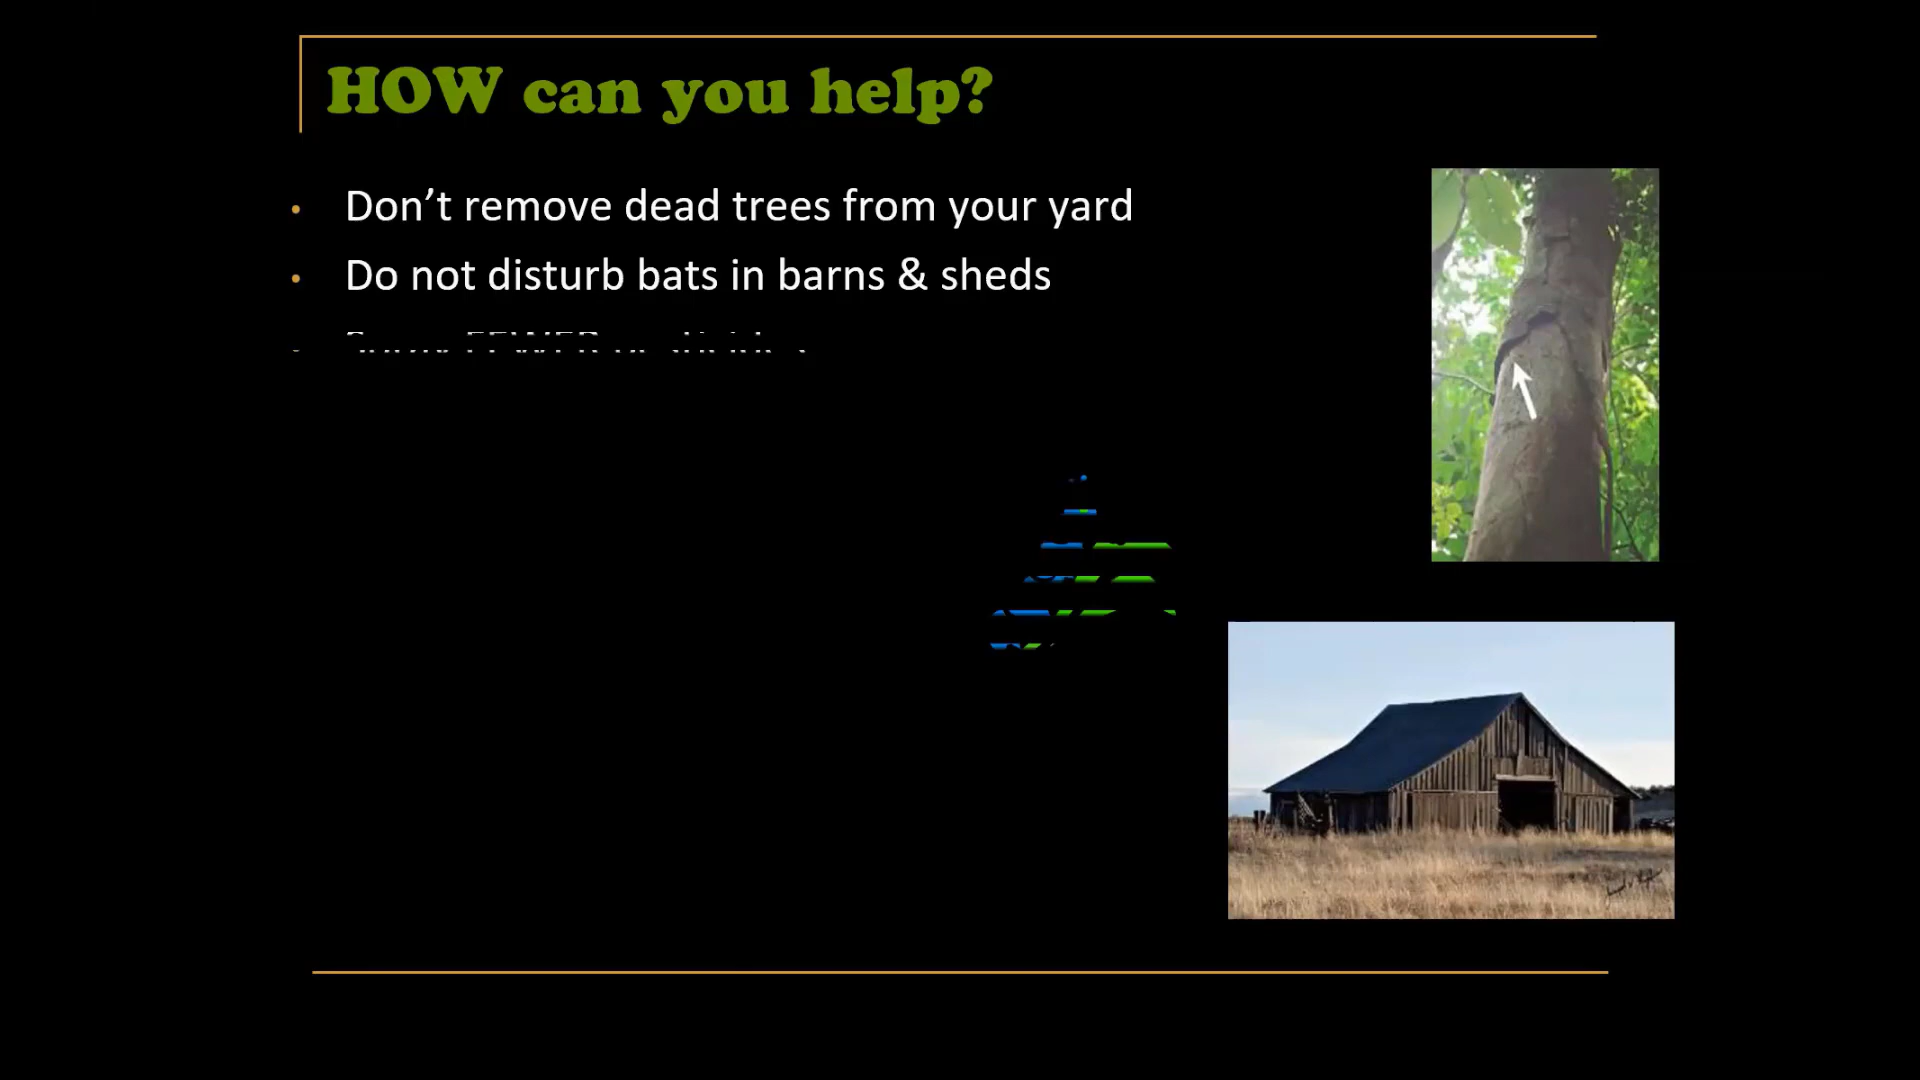 HOW can you help?
Don’t remove dead trees from your yard
Do not disturb bats in barns & sheds